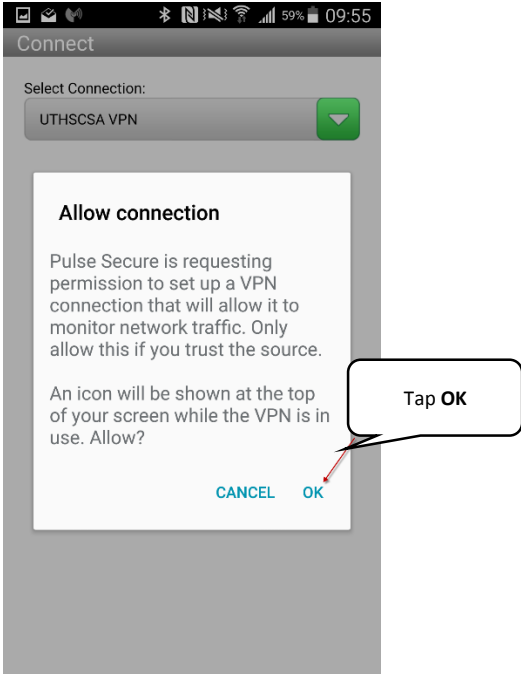 59% 09:55
Connect
Select Connection:
UTHSCSA VPN
Allow connection
Pulse Secure is requesting
permission to set up a VPN
connection that will allow it to
monitor network traffic. Only
allow this if you trust the source.
An icon will be shown at the top
of your screen while the VPN is in
use. Allow?
Tap OK
CANCEL OK